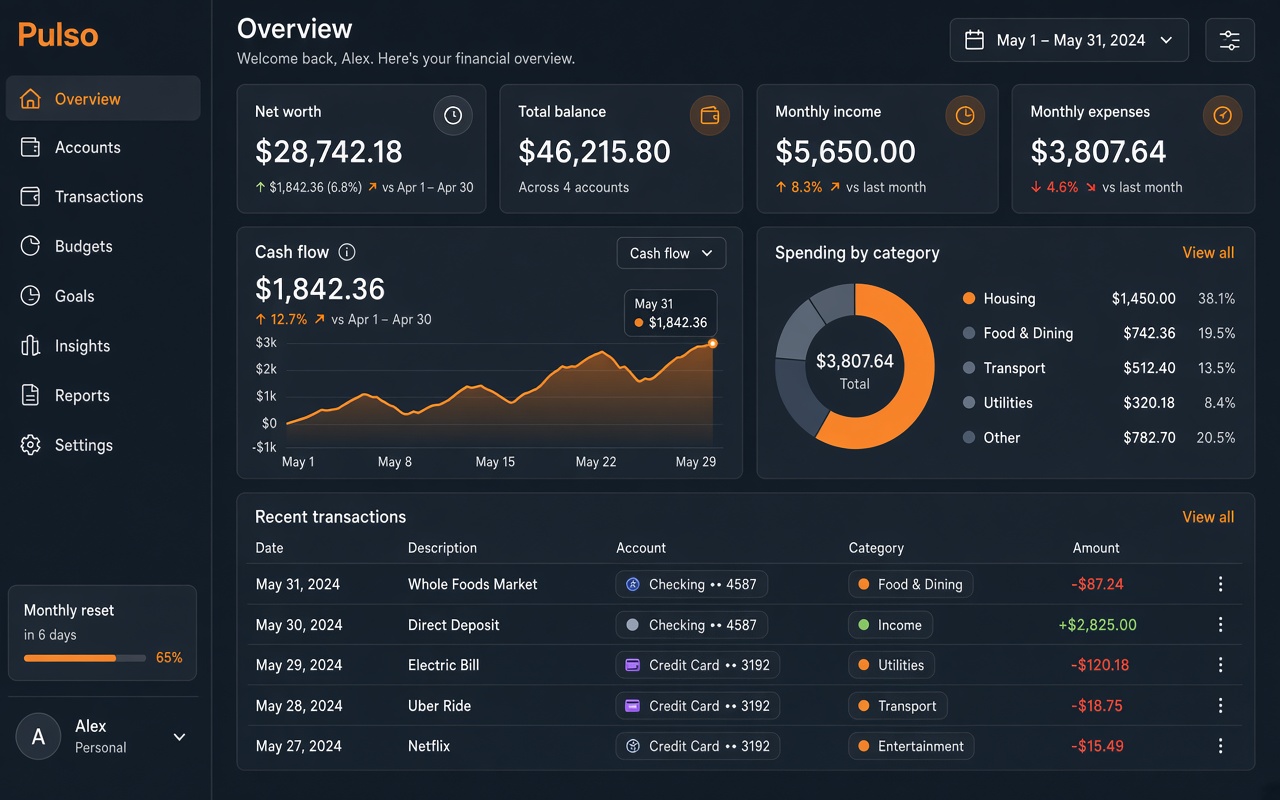 Pulso
Overview
Accounts
Transactions
Budgets
Goals
Insights
Reports
Settings
Monthly reset
in 6 days
65%
A
Alex
Personal
Overview
Welcome back, Alex. Here's your financial overview.
May 1 – May 31, 2024
Net worth
$28,742.18
↑ $1,842.36 (6.8%) ↗ vs Apr 1 – Apr 30
Total balance
$46,215.80
Across 4 accounts
Monthly income
$5,650.00
↑ 8.3% ↗ vs last month
Monthly expenses
$3,807.64
↓ 4.6% ↘ vs last month
Cash flow
Cash flow
$1,842.36
↑ 12.7% ↗ vs Apr 1 – Apr 30
May 31
$1,842.36
$3k
$2k
$1k
$0
-$1k
May 1 May 8 May 15 May 22 May 29
Spending by category View all
$3,807.64
Total
Housing $1,450.00 38.1%
Food & Dining $742.36 19.5%
Transport $512.40 13.5%
Utilities $320.18 8.4%
Other $782.70 20.5%
Recent transactions View all
Date Description Account Category Amount
May 31, 2024 Whole Foods Market Checking •• 4587 Food & Dining -$87.24
May 30, 2024 Direct Deposit Checking •• 4587 Income +$2,825.00
May 29, 2024 Electric Bill Credit Card •• 3192 Utilities -$120.18
May 28, 2024 Uber Ride Credit Card •• 3192 Transport -$18.75
May 27, 2024 Netflix Credit Card •• 3192 Entertainment -$15.49